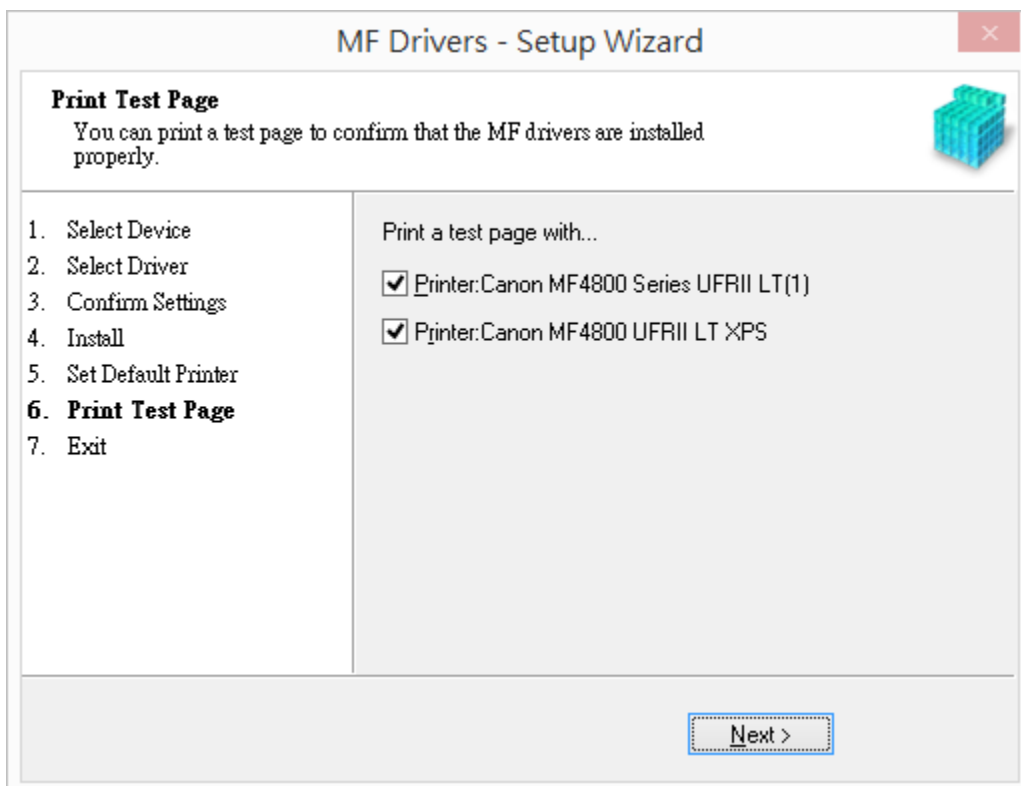 MF Drivers - Setup Wizard
Print Test Page
You can print a test page to confirm that the MF drivers are installed
properly.
1. Select Device
2. Select Driver
3. Confirm Settings
4. Install
5. Set Default Printer
6. Print Test Page
7. Exit
Print a test page with...
Printer:Canon MF4800 Series UFRII LT(1)
Printer:Canon MF4800 UFRII LT XPS
Next >